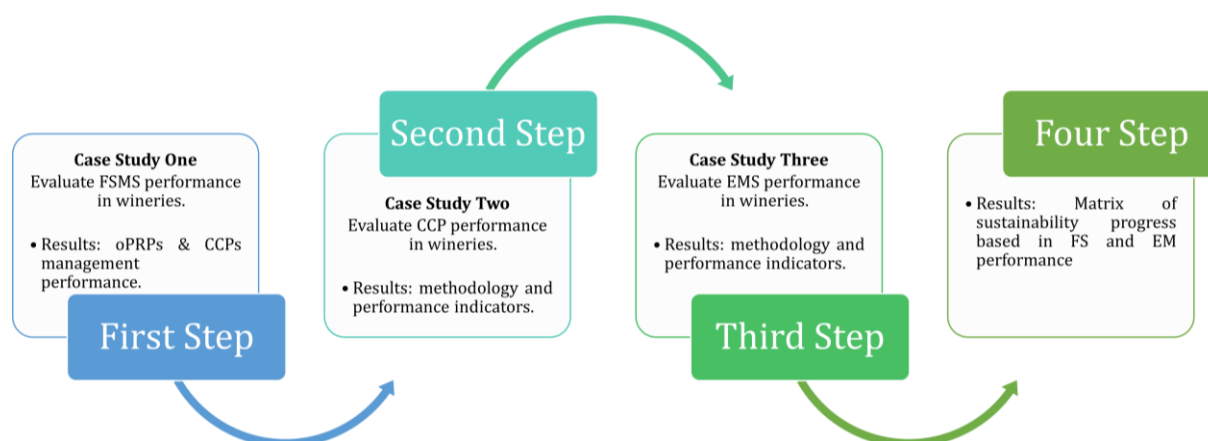 Case Study One
Evaluate FSMS performance
in wineries.
• Results: oPRPs & CCPs
management
performance.
First Step
Second Step
Case Study Two
Evaluate CCP performance
in wineries.
• Results: methodology and
performance indicators.
Case Study Three
Evaluate EMS performance
in wineries.
• Results: methodology and
performance indicators.
Third Step
Four Step
• Results: Matrix of
sustainability progress
based in FS and EM
performance